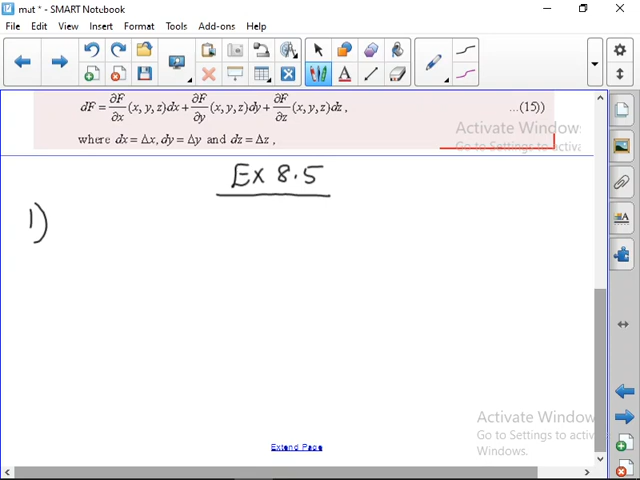 mut * - SMART Notebook
File Edit View Insert Format Tools Add-ons Help
dF = ∂F/∂x (x, y, z)dx + ∂F/∂y (x, y, z)dy + ∂F/∂z (x, y, z)dz, ...(15))
where dx = Δx, dy = Δy and dz = Δz ,
Activate Window
Go to Settings to activa
Ex 8.5
1)
Activate Window
Go to Settings to activ
Windows.
Extend Page